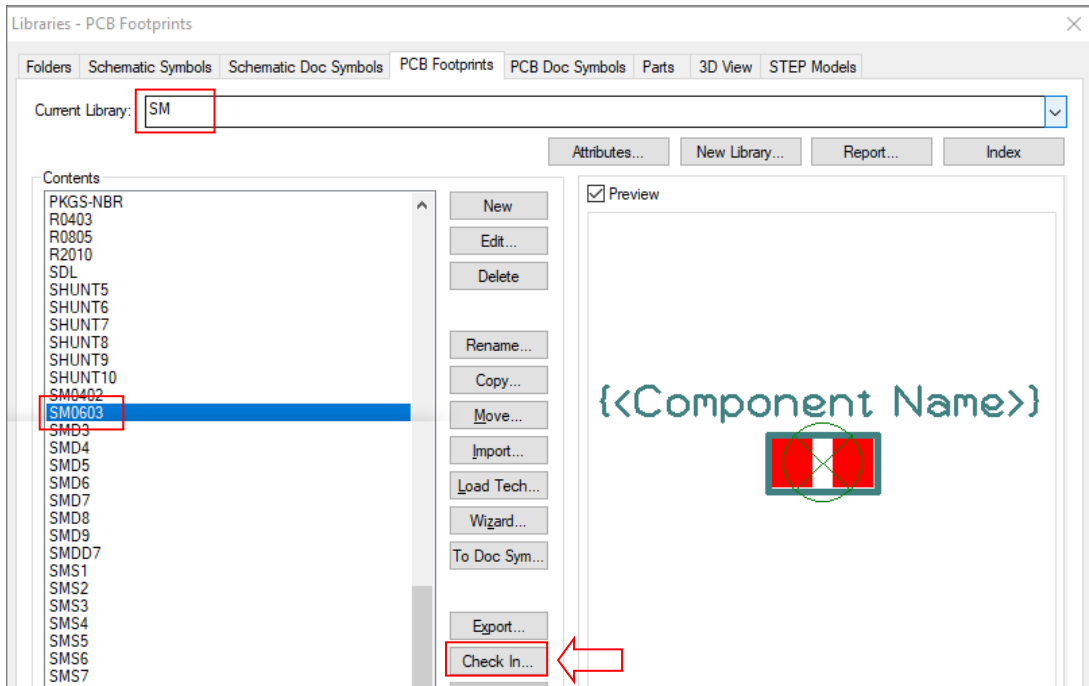 Libraries - PCB Footprints
Folders Schematic Symbols Schematic Doc Symbols PCB Footprints PCB Doc Symbols Parts 3D View STEP Models
Current Library: SM
Attributes... New Library... Report... Index
Contents
PKGS-NBR
R0403
R0805
R2010
SDL
SHUNT5
SHUNT6
SHUNT7
SHUNT8
SHUNT9
SHUNT10
SM0402
SM0603
SMD3
SMD4
SMD5
SMD6
SMD7
SMD8
SMD9
SMDD7
SMS1
SMS2
SMS3
SMS4
SMS5
SMS6
SMS7
New
Edit...
Delete
Rename...
Copy...
Move...
Import...
Load Tech...
Wizard...
To Doc Sym...
Export...
Check In...
Preview
{<Component Name>}